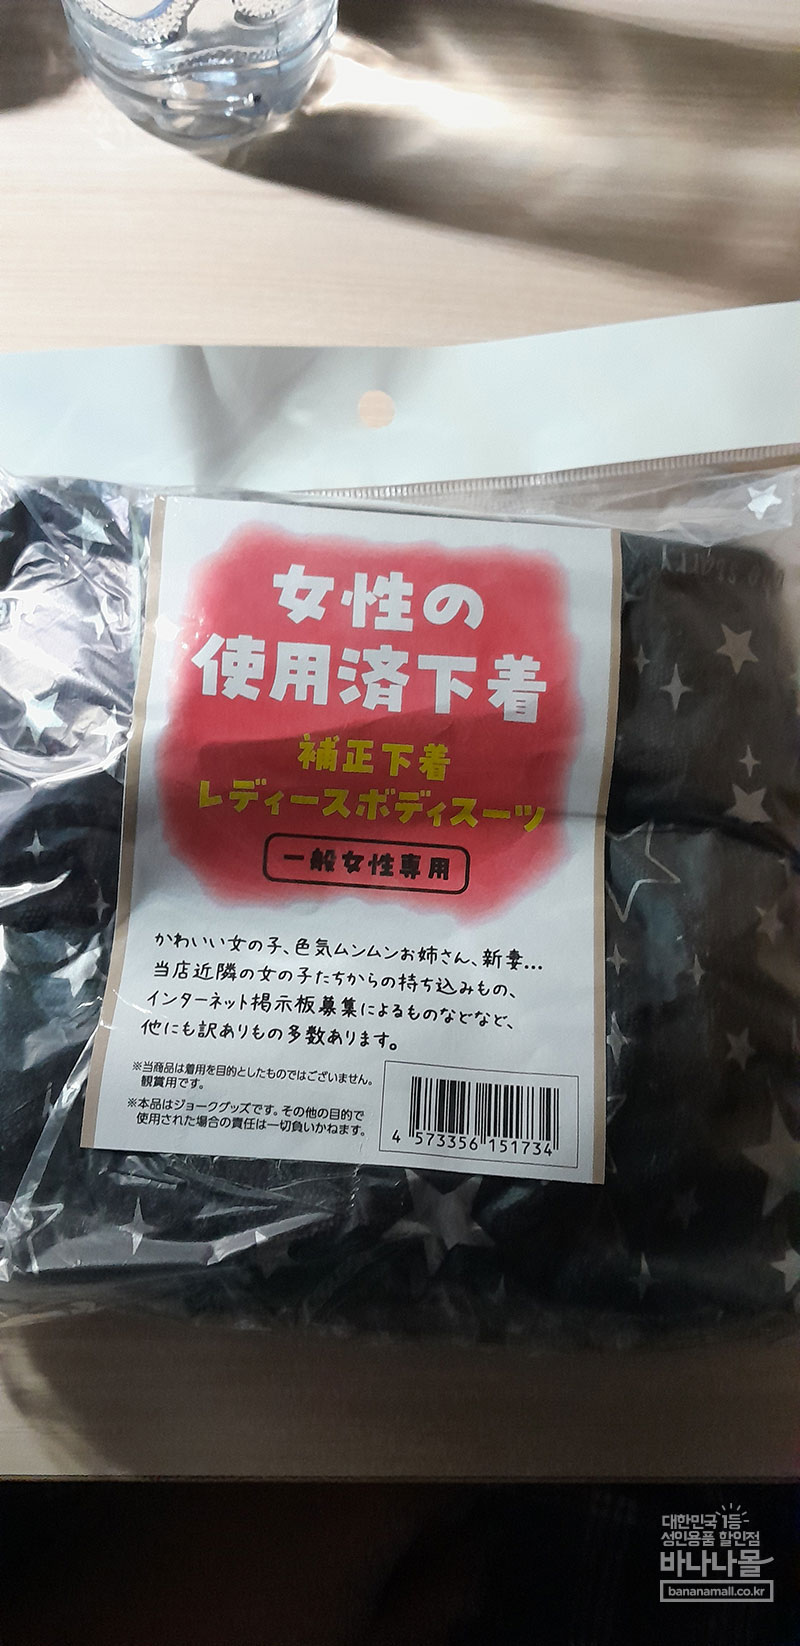 女性の
使用済下着
補正下着
レディースボディスーツ
一般女性専用
かわいい女の子、色気ムンムンお姉さん、新妻…
当店近隣の女の子たちからの持ち込みもの、
インターネット掲示板募集によるものなどなど、
他にも訳ありもの多数あります。
※当商品は着用を目的としたものではございません。
観賞用です。
※本品はジョークグッズです。その他の目的で
使用された場合の責任は一切負いかねます。
4 573356 151734
대한민국 1등
성인용품 할인점
바나나몰
bananamall.co.kr